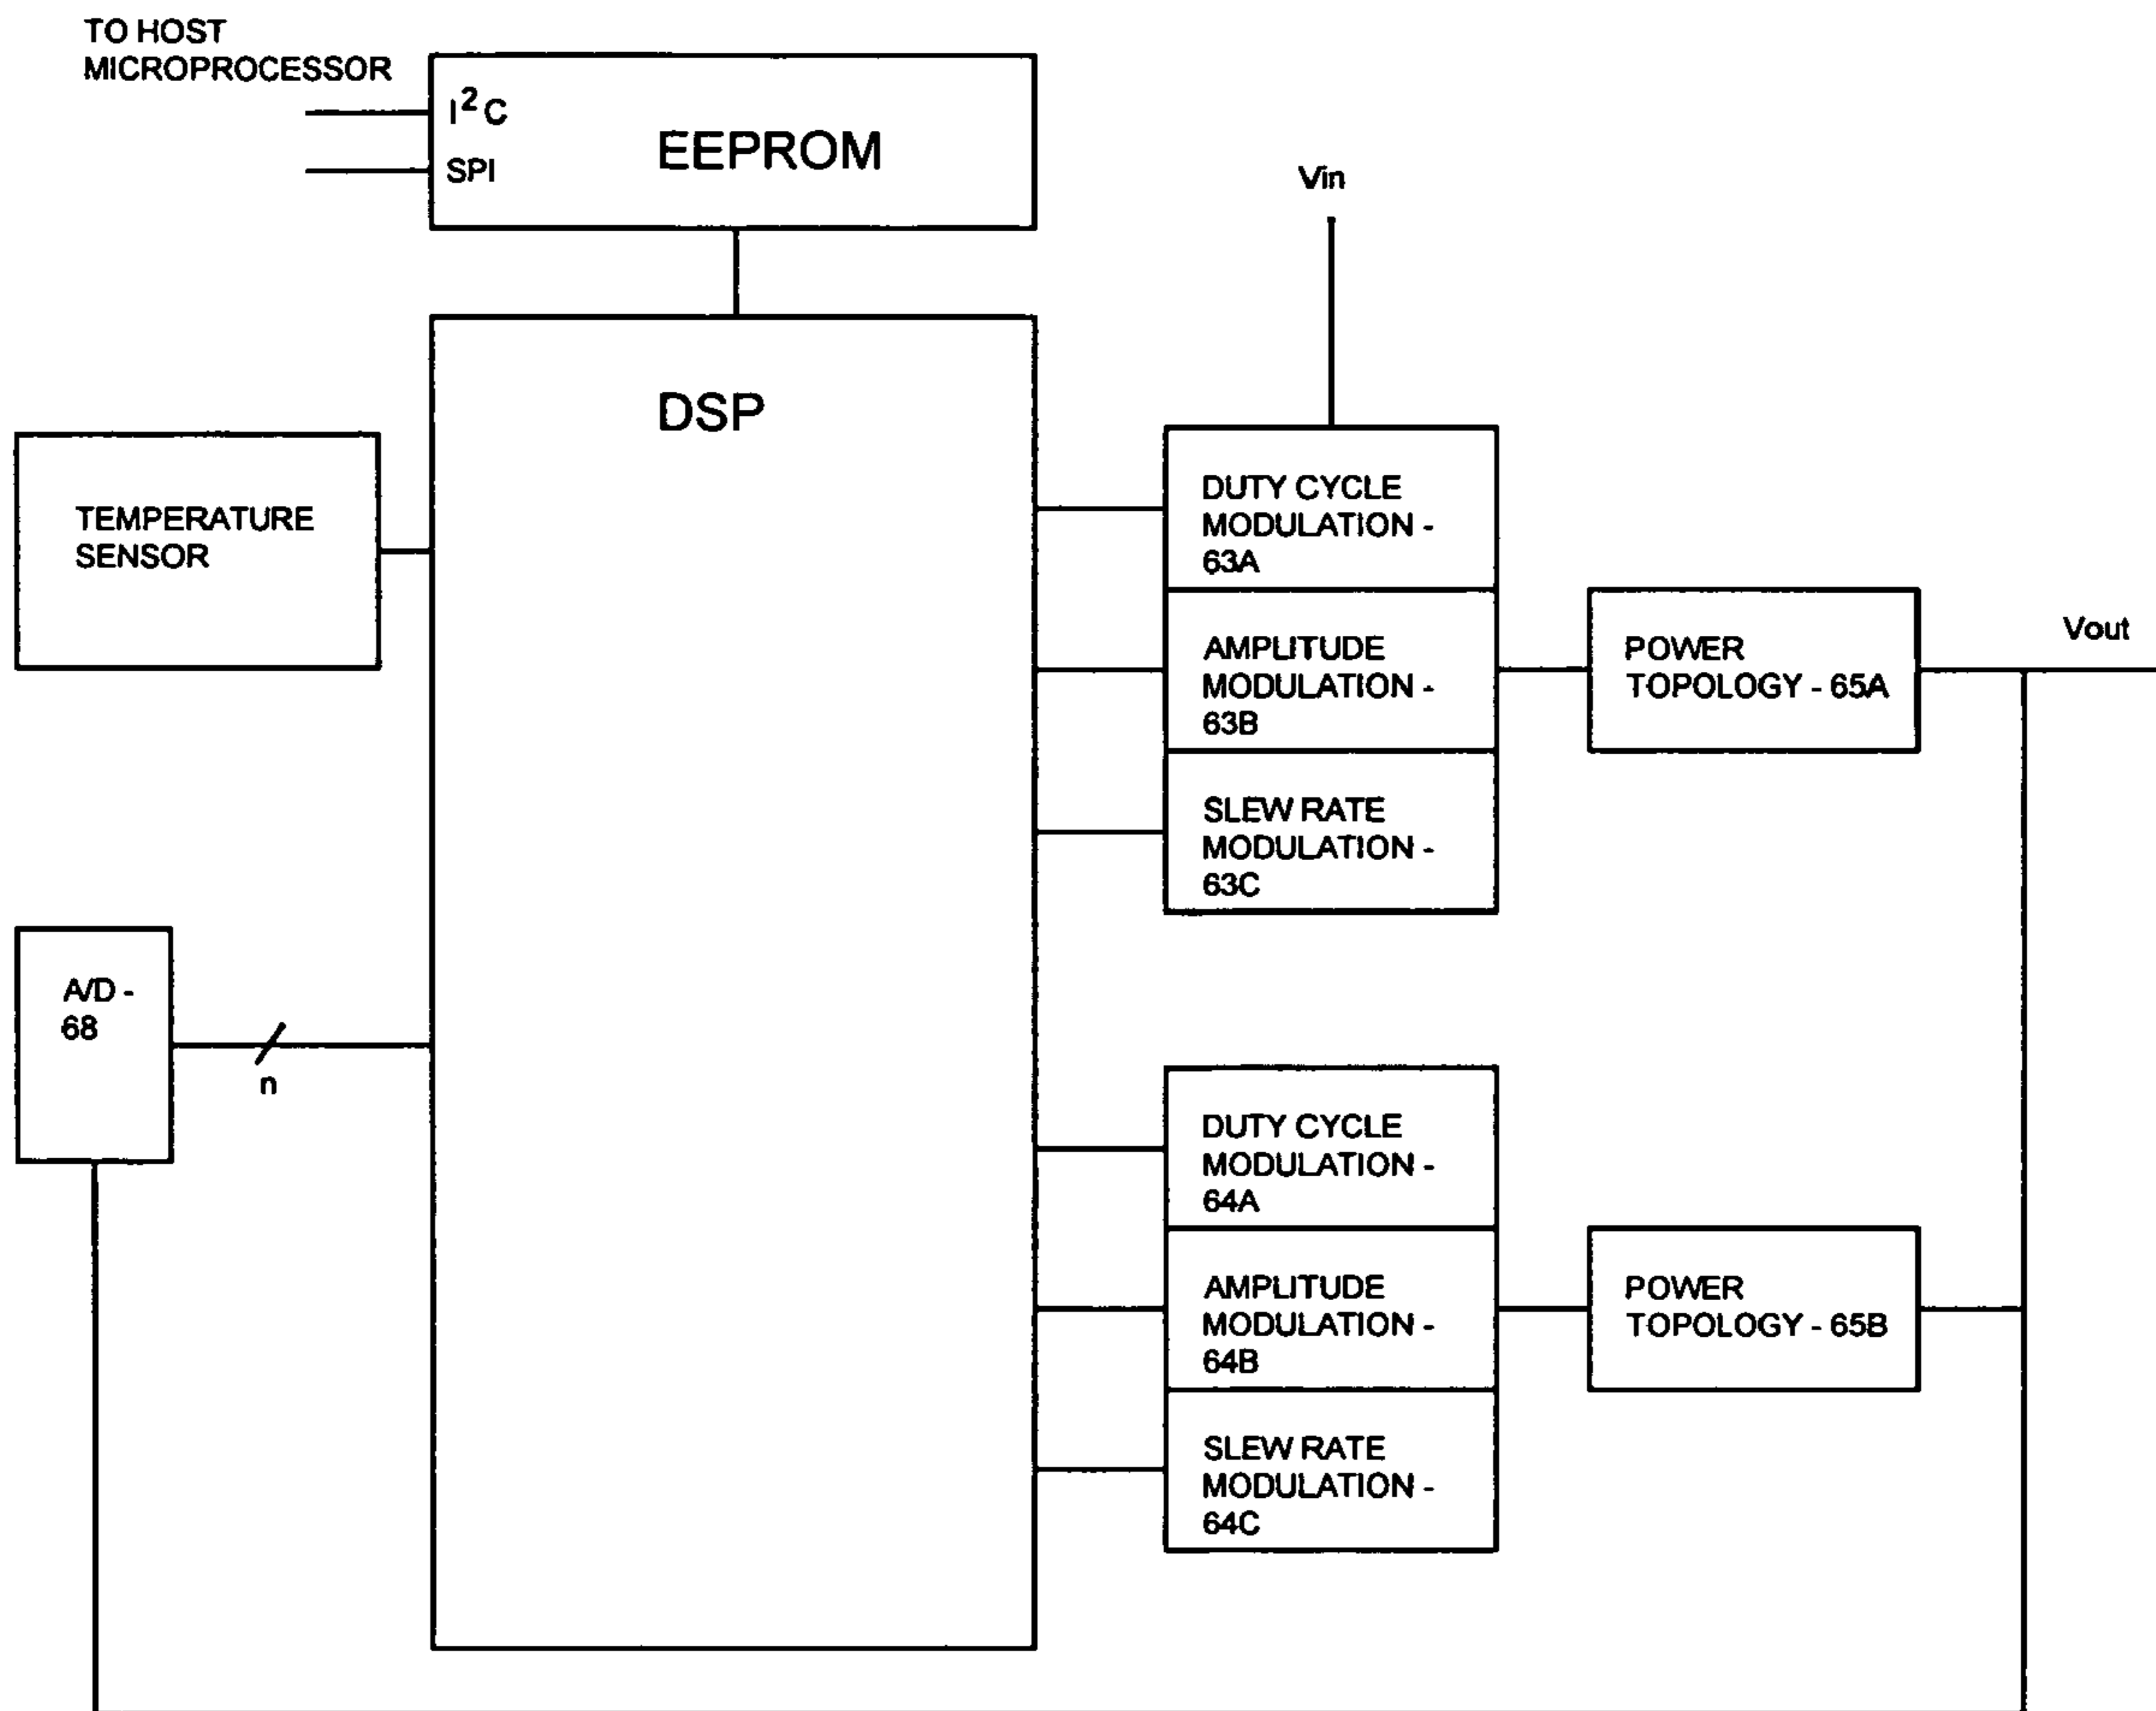 TO HOST
MICROPROCESSOR
I²C
SPI
EEPROM
Vin
DSP
TEMPERATURE
SENSOR
DUTY CYCLE
MODULATION -
63A
AMPLITUDE
MODULATION -
63B
SLEW RATE
MODULATION -
63C
POWER
TOPOLOGY - 65A
Vout
A/D -
68
n
DUTY CYCLE
MODULATION -
64A
AMPLITUDE
MODULATION -
64B
SLEW RATE
MODULATION -
64C
POWER
TOPOLOGY - 65B